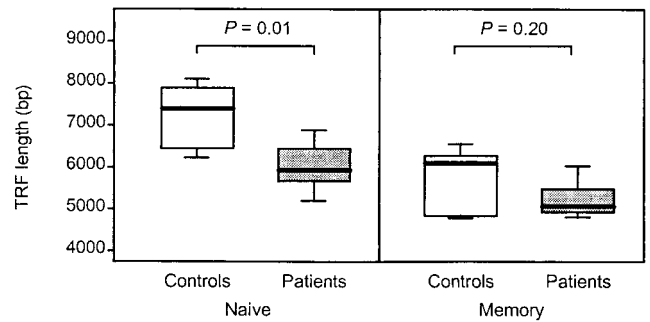 P = 0.01
P = 0.20
TRF length (bp)
9000
8000
7000
6000
5000
4000
Controls Patients Controls Patients
Naive Memory